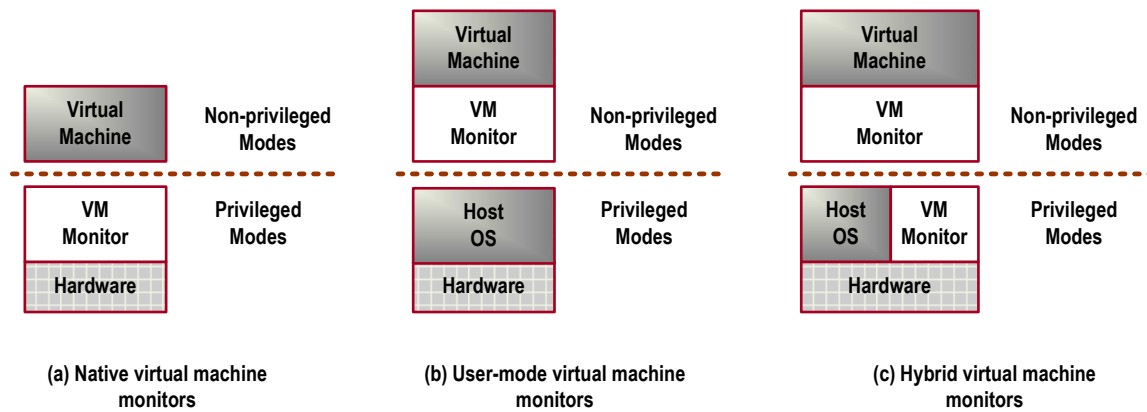 Virtual
Machine
Non-privileged
Modes
VM
Monitor
Privileged
Modes
Hardware
(a) Native virtual machine
monitors
Virtual
Machine
VM
Monitor
Non-privileged
Modes
Host
OS
Privileged
Modes
Hardware
(b) User-mode virtual machine
monitors
Virtual
Machine
VM
Monitor
Non-privileged
Modes
Host
OS
VM
Monitor
Privileged
Modes
Hardware
(c) Hybrid virtual machine
monitors